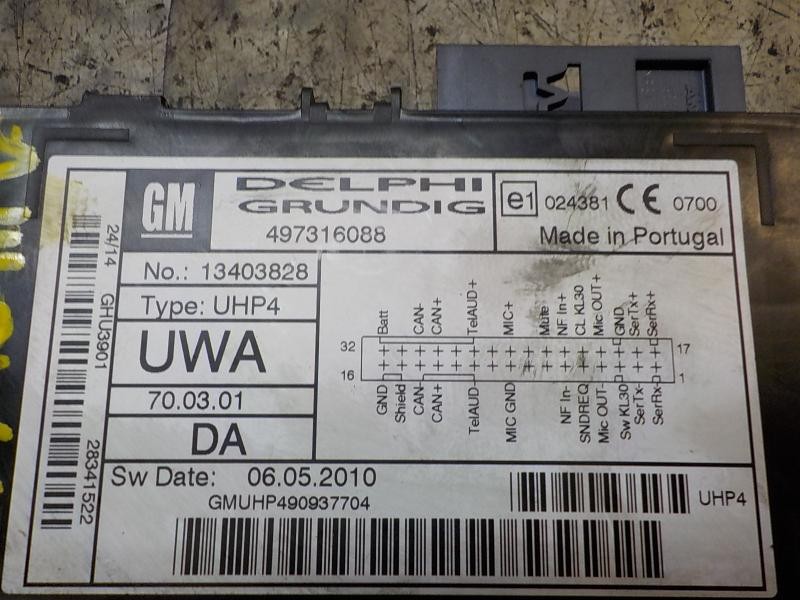 GM
DELPHI
GRUNDIG
497316088
e1 024381 CE 0700
Made in Portugal
No.: 13403828
Type: UHP4
UWA
70.03.01
DA
24/14 GHU3901 28341522
Batt CAN- CAN+ TelAUD+ MIC+ Mute NF In+ CL KL30 Mic OUT+ GND SerTx+ SerRx+
32 17
16 1
GND Shield CAN- CAN+ TelAUD- MIC GND NF In- SNDREQ Mic OUT- Sw KL30 SerTx- SerRx-
Sw Date: 06.05.2010
GMUHP490937704
UHP4